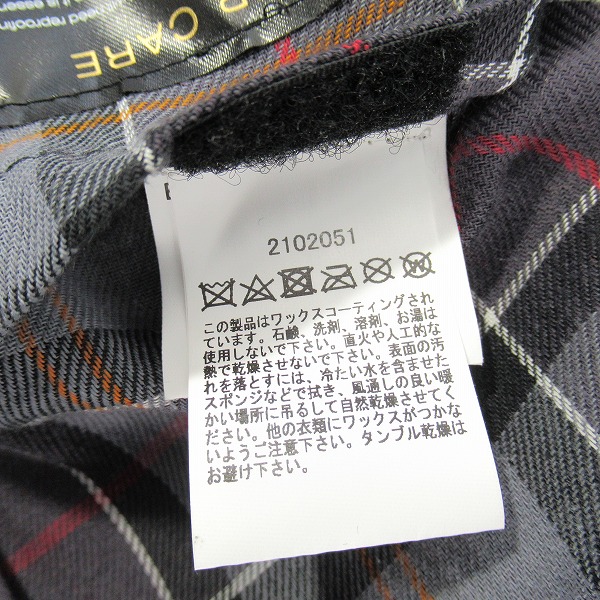 R CARE
2102051
この製品はワックスコーティングされ
ています。石鹸、洗剤、溶剤、お湯は
使用しないで下さい。直火や人工的な
熱で乾燥させないで下さい。表面の汚
れを落とすには、冷たい水を含ませた
スポンジなどで拭き、風通しの良い暖
かい場所に吊るして自然乾燥させてく
ださい。他の衣類にワックスがつかな
いようご注意下さい。タンブル乾燥は
お避け下さい。